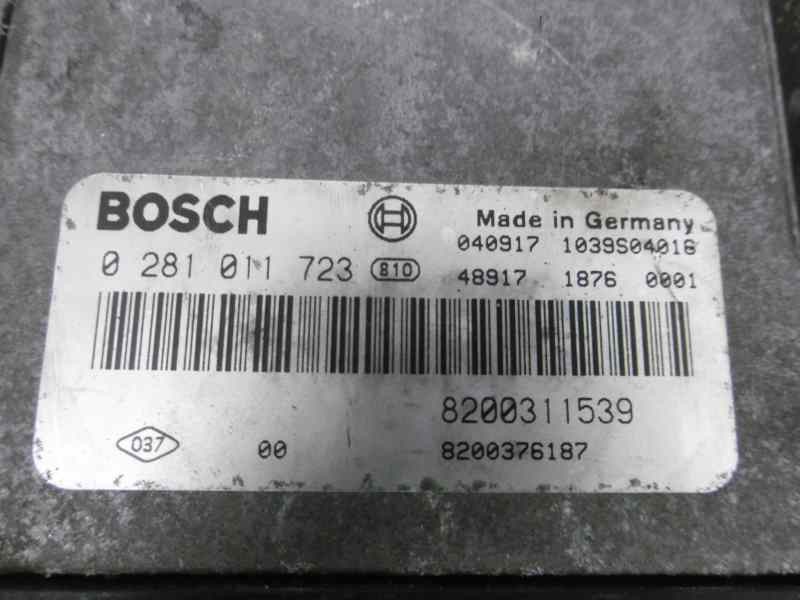 BOSCH
Made in Germany
040917 1039S04016
0 281 011 723 810
48917 1876 0001
8200311539
037 00
8200376187